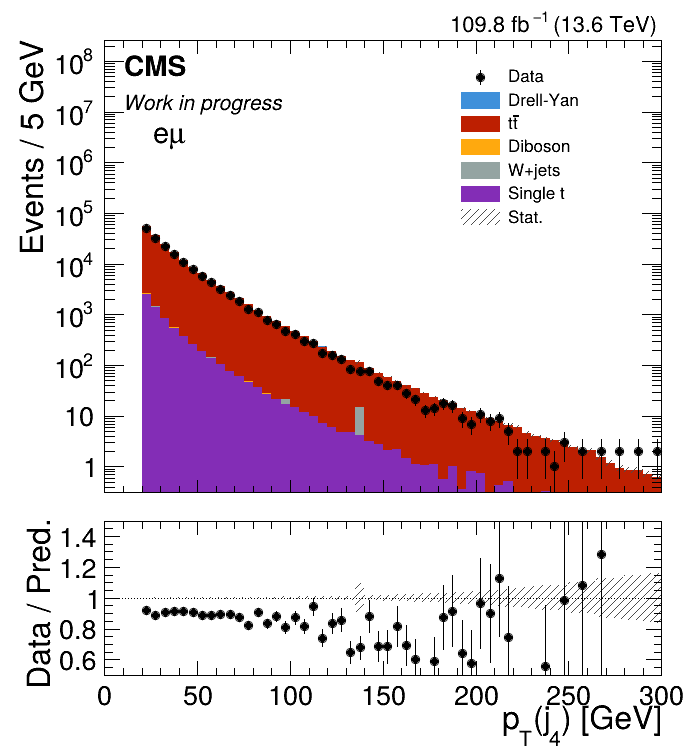 109.8 fb⁻¹ (13.6 TeV)
CMS
Work in progress
eμ
Data
Drell-Yan
tt̄
Diboson
W+jets
Single t
Stat.
Events / 5 GeV
10⁸
10⁷
10⁶
10⁵
10⁴
10³
10²
10
1
Data / Pred.
1.4
1.2
1
0.8
0.6
0 50 100 150 200 250 300
p_T(j_4) [GeV]